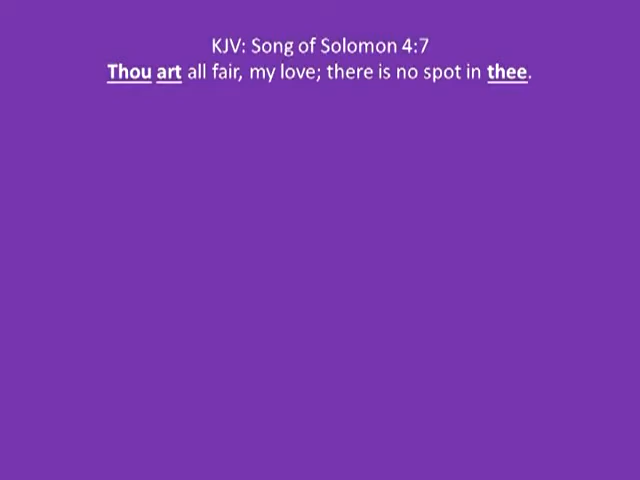 KJV: Song of Solomon 4:7
Thou art all fair, my love; there is no spot in thee.